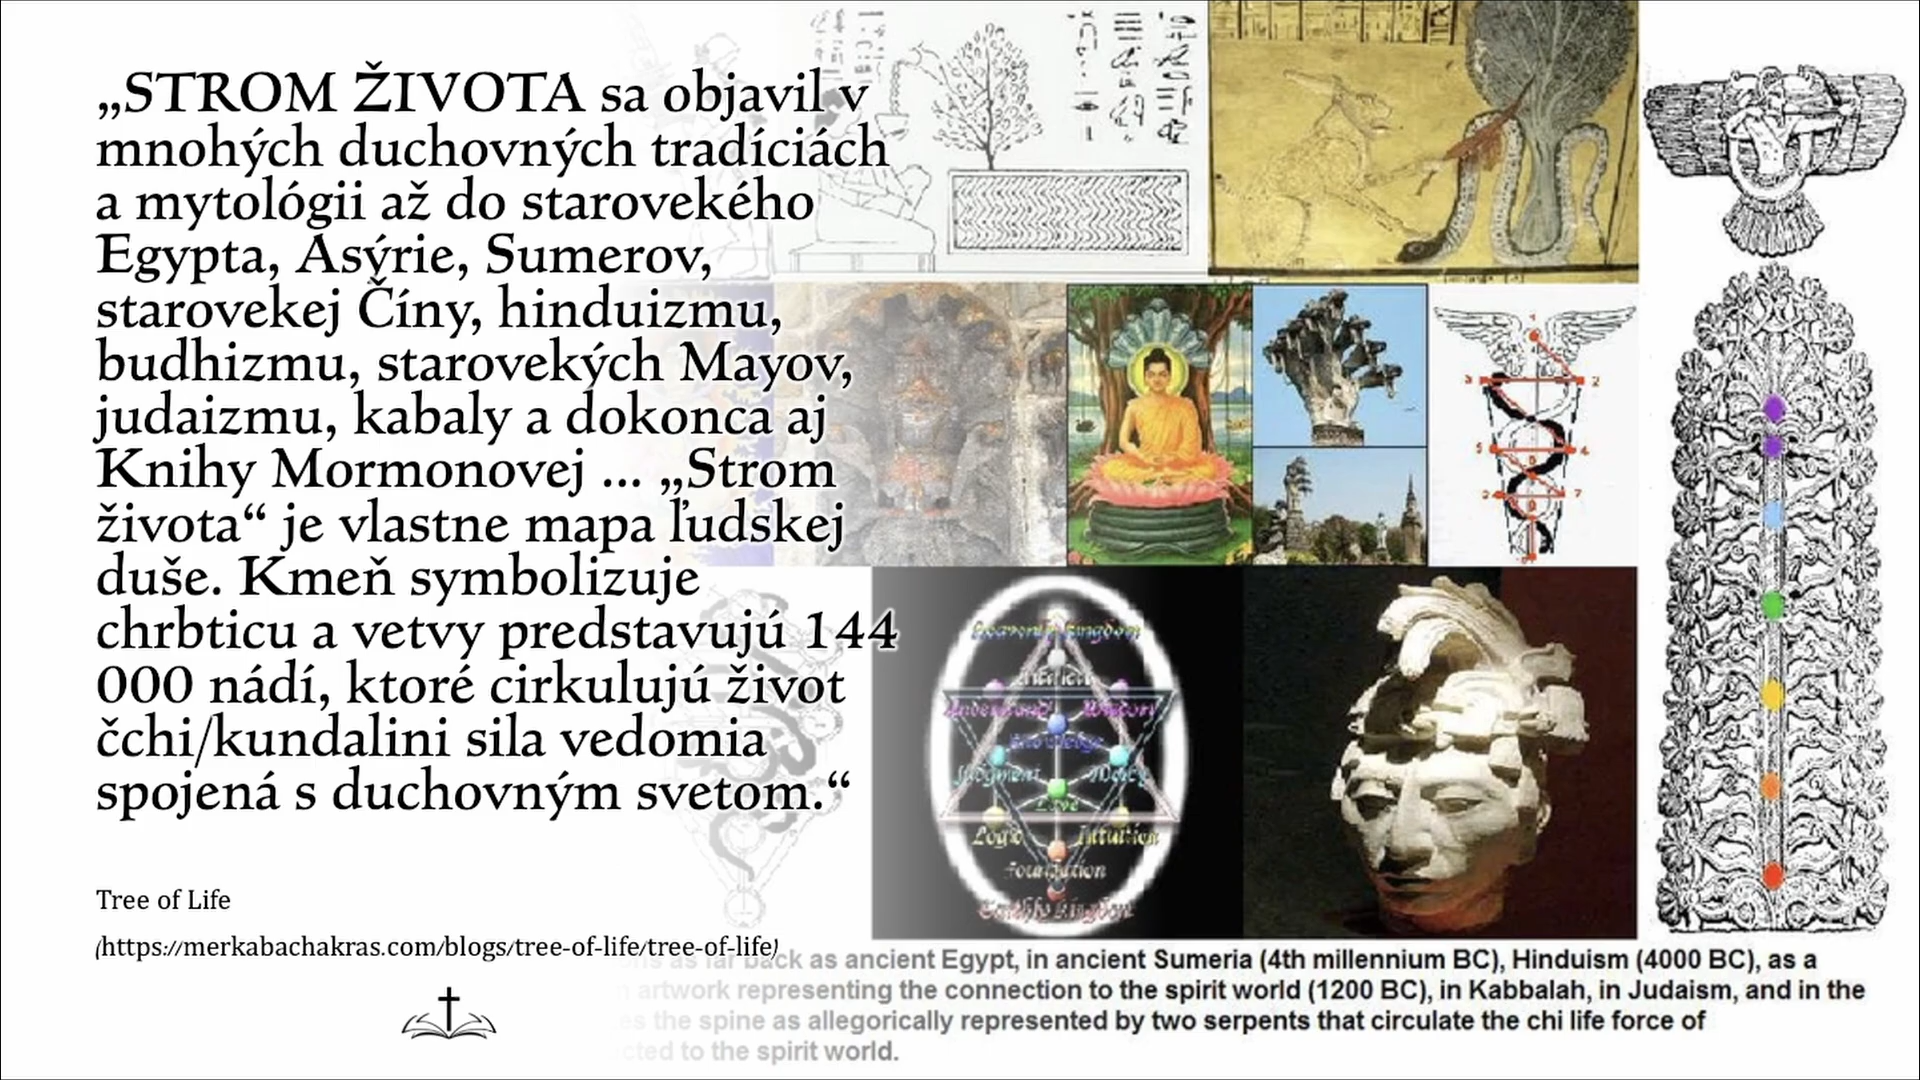 „STROM ŽIVOTA sa objavil v
mnohých duchovných tradíciách
a mytológii až do starovekého
Egypta, Asýrie, Sumerov,
starovekej Číny, hinduizmu,
budhizmu, starovekých Mayov,
judaizmu, kabaly a dokonca aj
Knihy Mormonovej ... „Strom
života“ je vlastne mapa ľudskej
duše. Kmeň symbolizuje
chrbticu a vetvy predstavujú 144
000 nádí, ktoré cirkulujú život
čchi/kundalini sila vedomia
spojená s duchovným svetom.“
Tree of Life
(https://merkabachakras.com/blogs/tree-of-life/tree-of-life)
Knowledge
Judgment
Mercy
Love
Logic
Intuition
Foundation
Earthly kingdom
as far back as ancient Egypt, in ancient Sumeria (4th millennium BC), Hinduism (4000 BC), as a
artwork representing the connection to the spirit world (1200 BC), in Kabbalah, in Judaism, and in the
the spine as allegorically represented by two serpents that circulate the chi life force of
to the spirit world.